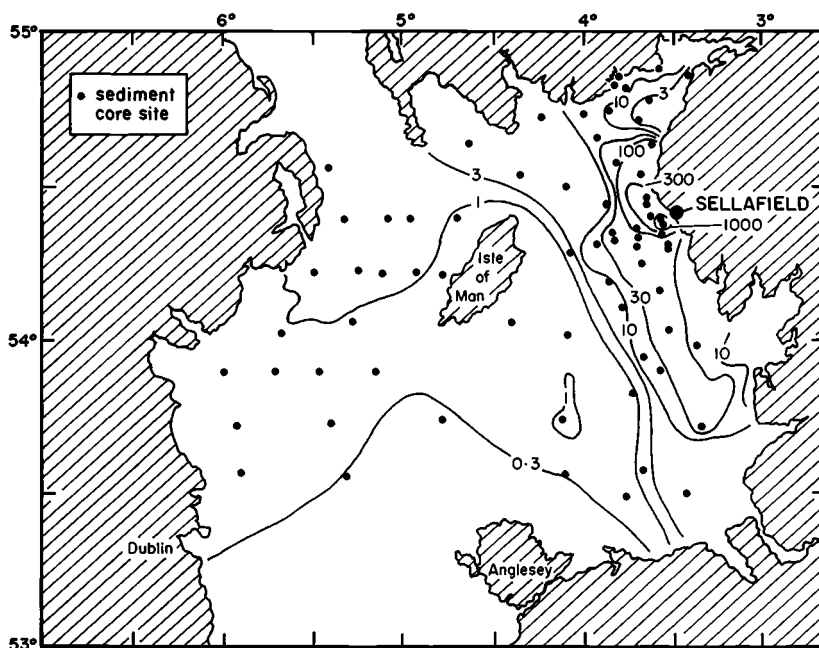 6° 5° 4° 3°
55°
• sediment
core site
10
3
100
300
SELLAFIELD
1000
3
1
Isle
of
Man
54°
30
10
10
1
0·3
Dublin
Anglesey
53°